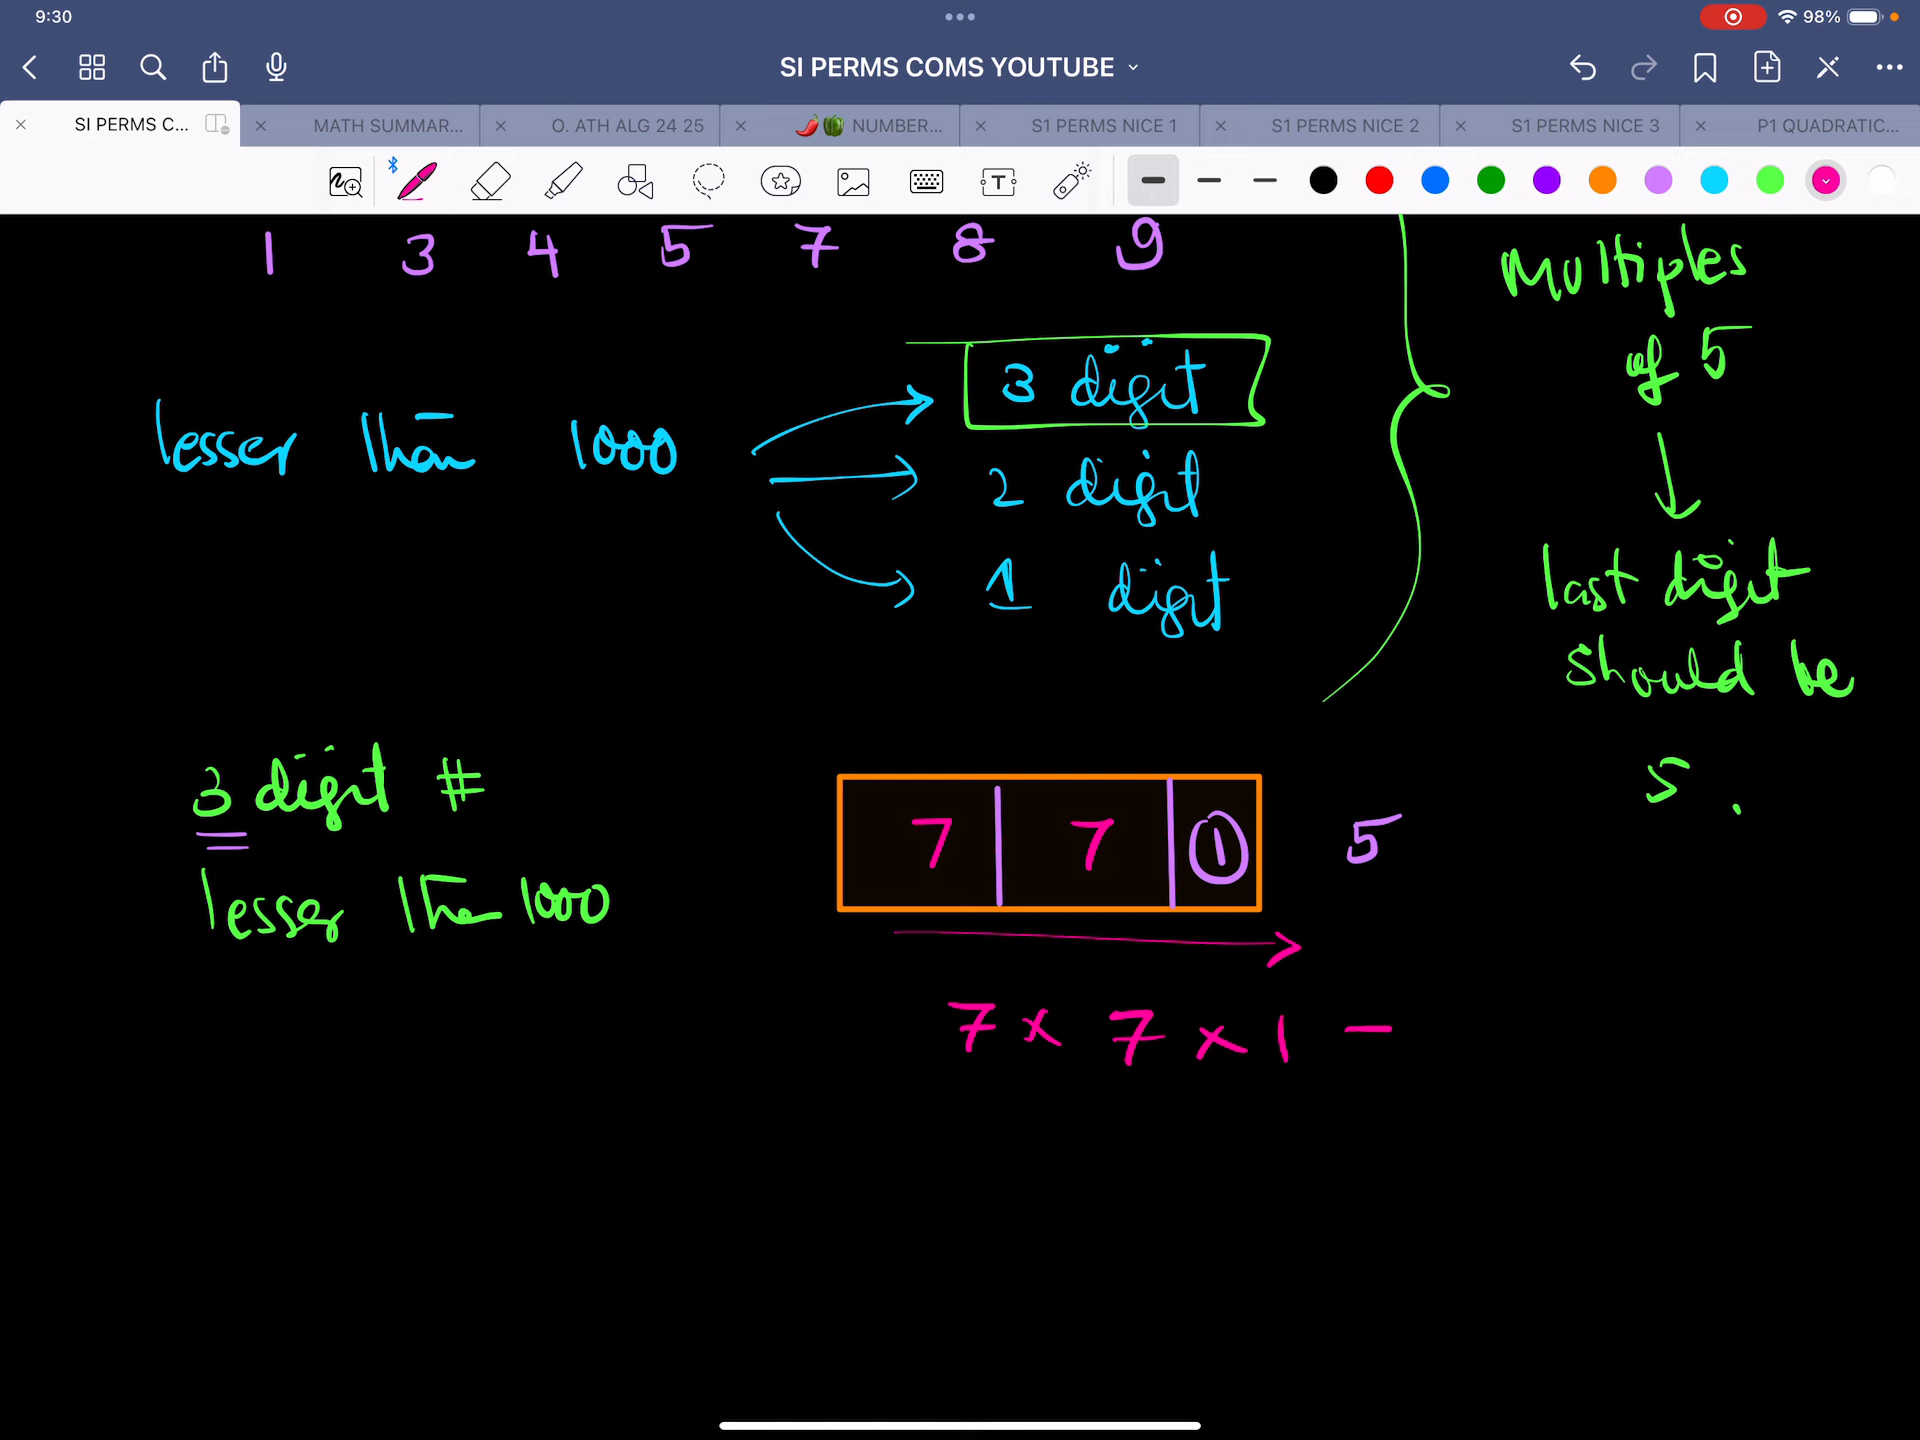 9:30
98%
SI PERMS COMS YOUTUBE
SI PERMS C...
MATH SUMMAR...
O. ATH ALG 24 25
🌶️🫑 NUMBER...
S1 PERMS NICE 1
S1 PERMS NICE 2
S1 PERMS NICE 3
P1 QUADRATIC...
1 3 4 5 7 8 9
lesser than 1000
3 digit
2 digit
1 digit
Multiples
of 5
last digit
should be
5.
3 digit #
lesser than 1000
7 7 1 5
7 x 7 x 1 –